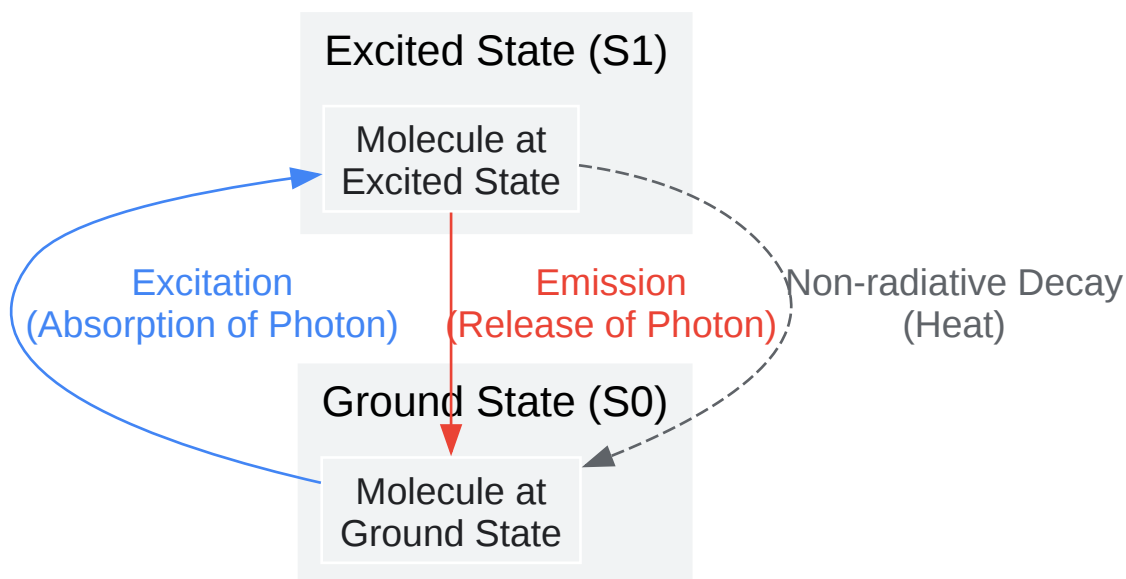 Excited State (S1)
Molecule at
Excited State
Excitation
(Absorption of Photon)
Emission
(Release of Photon)
Non-radiative Decay
(Heat)
Ground State (S0)
Molecule at
Ground State